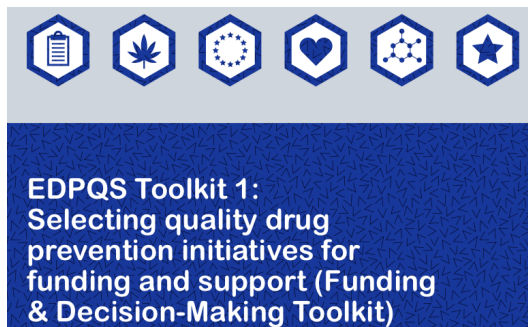 EDPQS Toolkit 1:
Selecting quality drug
prevention initiatives for
funding and support (Funding
& Decision-Making Toolkit)